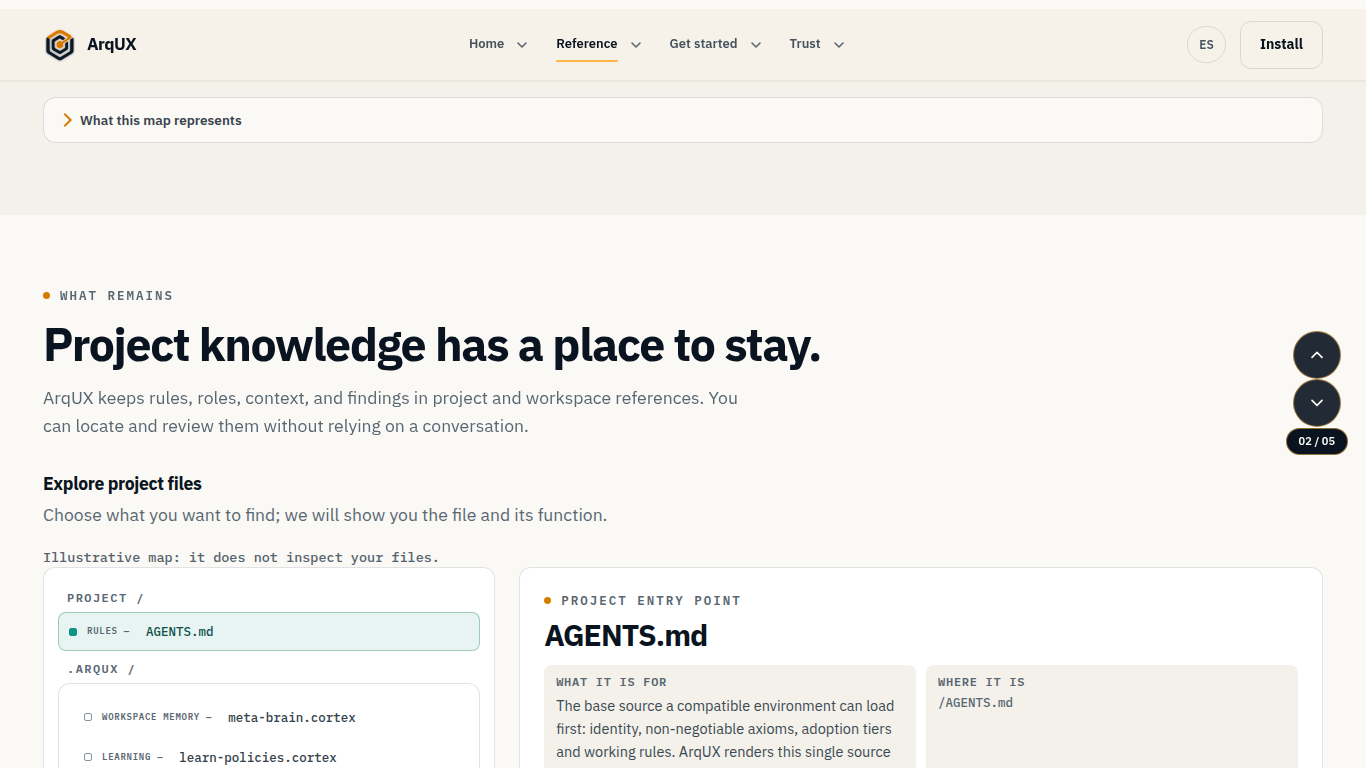 ArqUX
Home
Reference
Get started
Trust
ES
Install
What this map represents
WHAT REMAINS
Project knowledge has a place to stay.
ArqUX keeps rules, roles, context, and findings in project and workspace references. You
can locate and review them without relying on a conversation.
02 / 05
Explore project files
Choose what you want to find; we will show you the file and its function.
Illustrative map: it does not inspect your files.
PROJECT /
RULES – AGENTS.md
.ARQUX /
WORKSPACE MEMORY – meta-brain.cortex
LEARNING – learn-policies.cortex
PROJECT ENTRY POINT
AGENTS.md
WHAT IT IS FOR
The base source a compatible environment can load
first: identity, non-negotiable axioms, adoption tiers
and working rules. ArqUX renders this single source
WHERE IT IS
/AGENTS.md